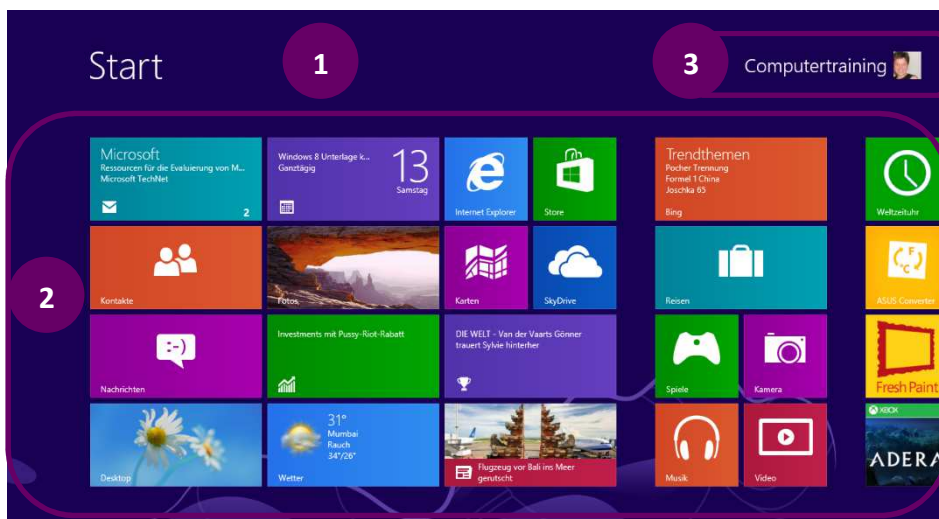 Start
1
3
Computertraining
2
Microsoft
Ressourcen für die Evaluierung von M...
Microsoft TechNet
2
Windows 8 Unterlage k...
Ganztägig
13
Samstag
Internet Explorer
Store
Trendthemen
Pocher Trennung
Formel 1 China
Joschka 65
Bing
Weltzeituhr
Kontakte
Fotos
Karten
SkyDrive
Reisen
°F
°C
ASUS Converter
:-)
Nachrichten
Investments mit Pussy-Riot-Rabatt
DIE WELT - Van der Vaarts Gönner
trauert Sylvie hinterher
Spiele
Kamera
Fresh Paint
Desktop
31°
Mumbai
Rauch
34°/26°
Wetter
Flugzeug vor Bali ins Meer
gerutscht
Musik
Video
XBOX
ADERA